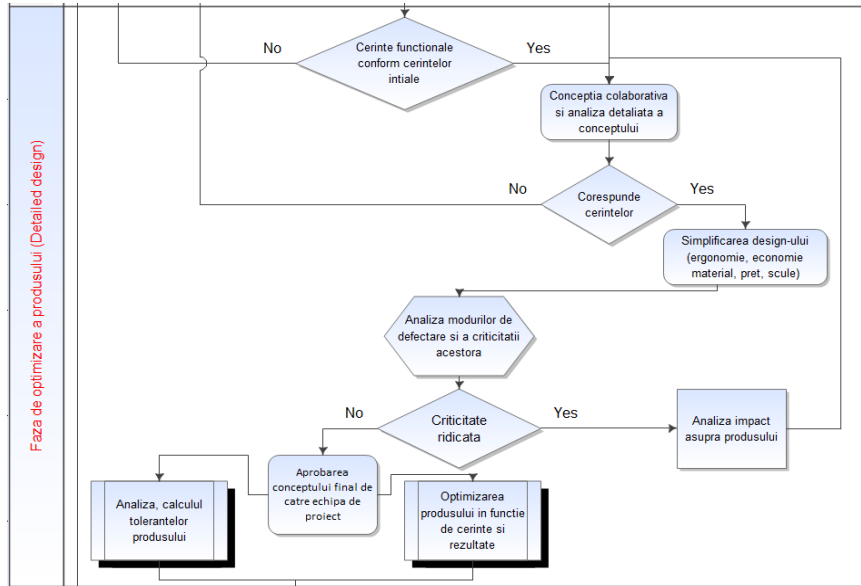 Faza de optimizare a produsului (Detailed design)
No
Cerinte functionale
conform cerintelor
intiale
Yes
Conceptia colaborativa
si analiza detaliata a
conceptului
No
Corespunde
cerintelor
Yes
Simplificarea design-ului
(ergonomie, economie
material, pret, scule)
Analiza modurilor de
defectare si a criticitatii
acestora
No
Criticitate
ridicata
Yes
Analiza impact
asupra produsului
Aprobarea
conceptului final de
catre echipa de
proiect
Analiza, calculul
tolerantelor
produsului
Optimizarea
produsului in functie
de cerinte si
rezultate